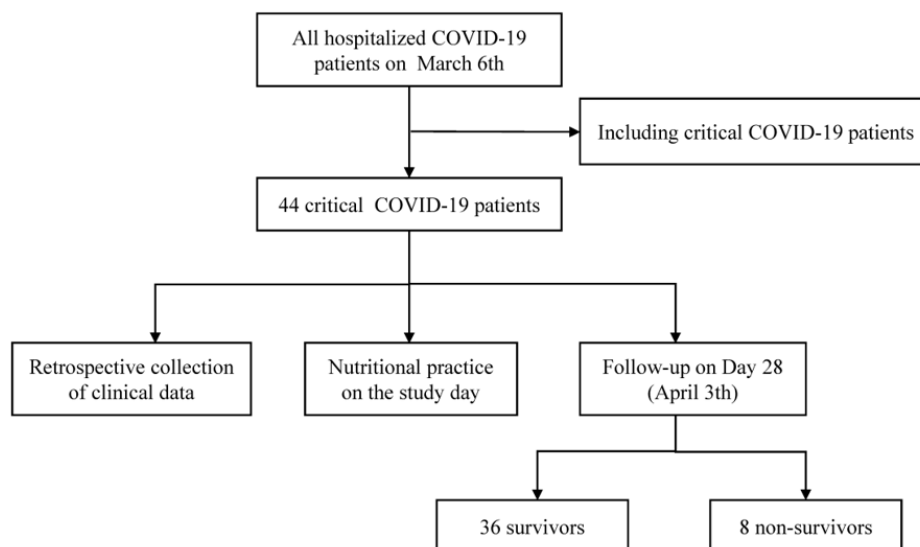 All hospitalized COVID-19
patients on March 6th
Including critical COVID-19 patients
44 critical COVID-19 patients
Retrospective collection
of clinical data
Nutritional practice
on the study day
Follow-up on Day 28
(April 3th)
36 survivors
8 non-survivors